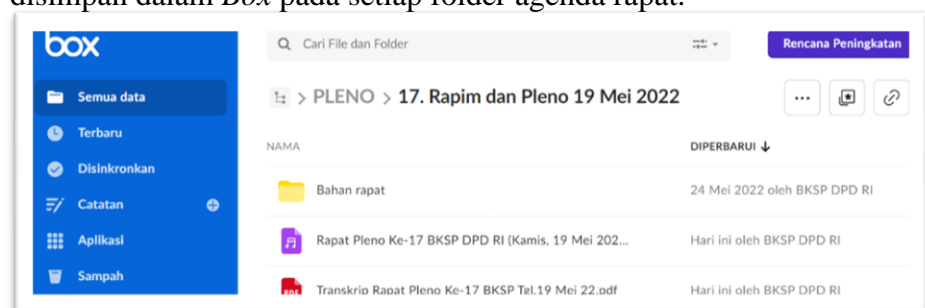 disimpan dalam Box pada setiap folder agenda rapat.
box
Cari File dan Folder
Rencana Peningkatan
Semua data
Terbaru
Disinkronkan
Catatan
Aplikasi
Sampah
> PLENO > 17. Rapim dan Pleno 19 Mei 2022
NAMA
DIPERBARUI ↓
Bahan rapat
24 Mei 2022 oleh BKSP DPD RI
Rapat Pleno Ke-17 BKSP DPD RI (Kamis, 19 Mei 202...
Hari ini oleh BKSP DPD RI
Transkrip Rapat Pleno Ke-17 BKSP Tgl.19 Mei 22.pdf
Hari ini oleh BKSP DPD RI